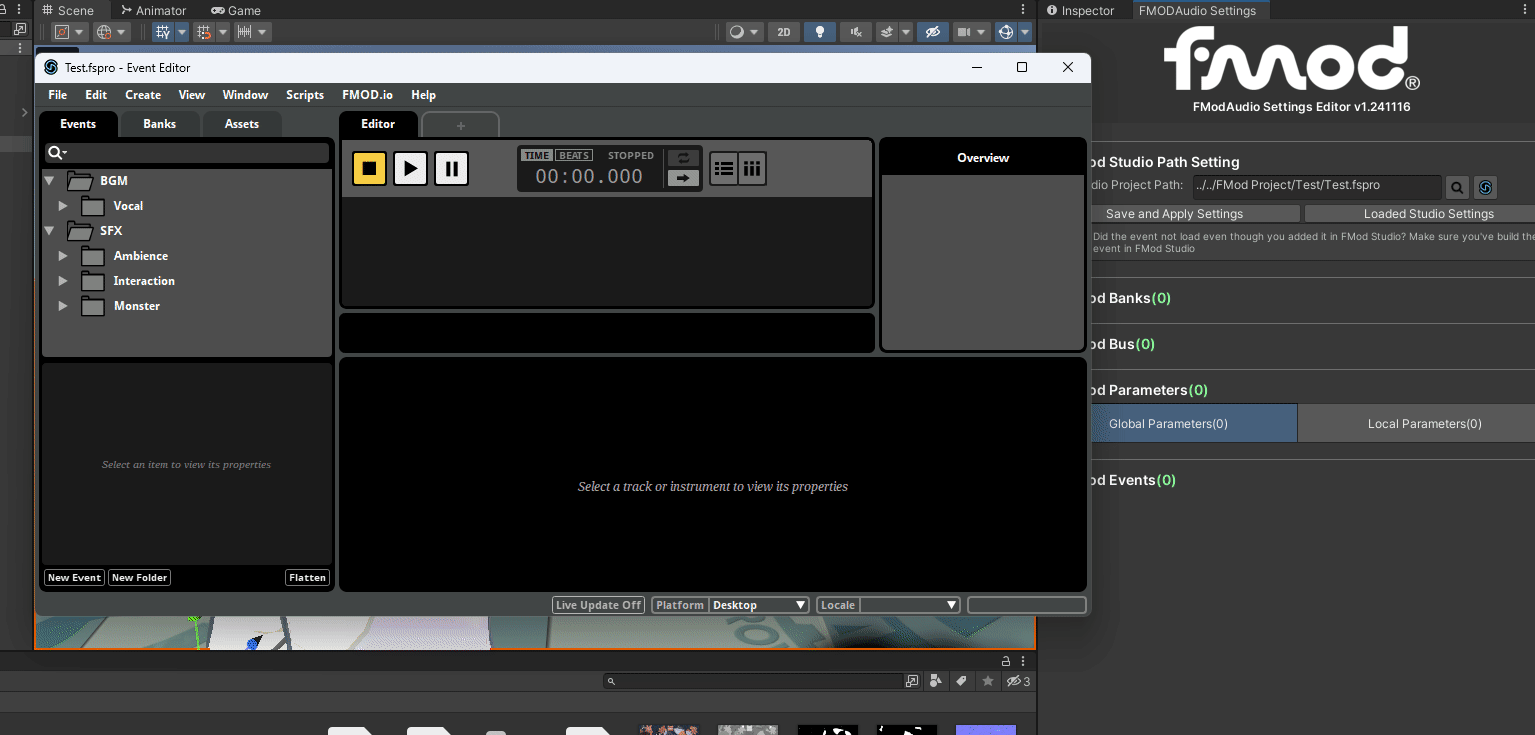 Scene
Animator
Game
Inspector
FMODAudio Settings
2D
fmod®
FModAudio Settings Editor v1.241116
Test.fspro - Event Editor
File Edit Create View Window Scripts FMOD.io Help
Events Banks Assets
Editor
+
TIME BEATS STOPPED
00:00.000
Overview
BGM
Vocal
SFX
Ambience
Interaction
Monster
Select an item to view its properties
New Event New Folder Flatten
Select a track or instrument to view its properties
Live Update Off Platform Desktop Locale
od Studio Path Setting
dio Project Path: ../../FMod Project/Test/Test.fspro
Save and Apply Settings Loaded Studio Settings
Did the event not load even though you added it in FMod Studio? Make sure you've build the
event in FMod Studio
od Banks(0)
od Bus(0)
od Parameters(0)
Global Parameters(0) Local Parameters(0)
od Events(0)
3